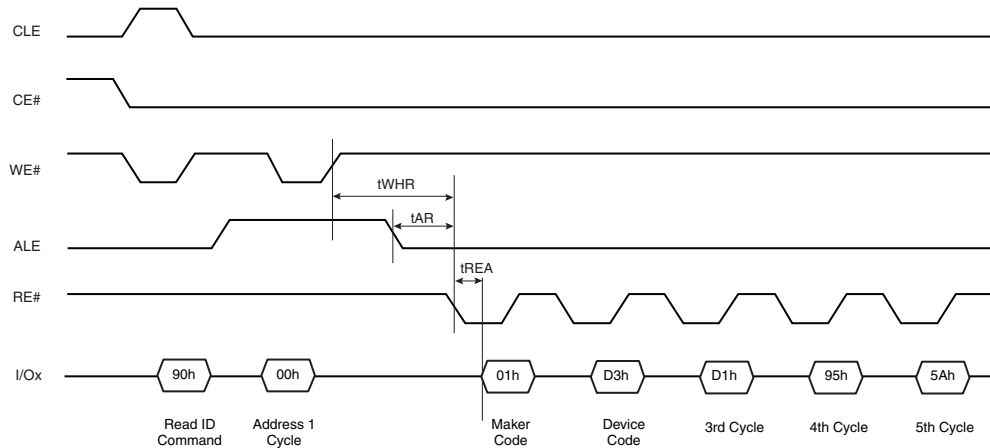 CLE
CE#
WE#
tWHR
tAR
ALE
tREA
RE#
I/Ox
90h
00h
01h
D3h
D1h
95h
5Ah
Read ID
Command
Address 1
Cycle
Maker
Code
Device
Code
3rd Cycle
4th Cycle
5th Cycle